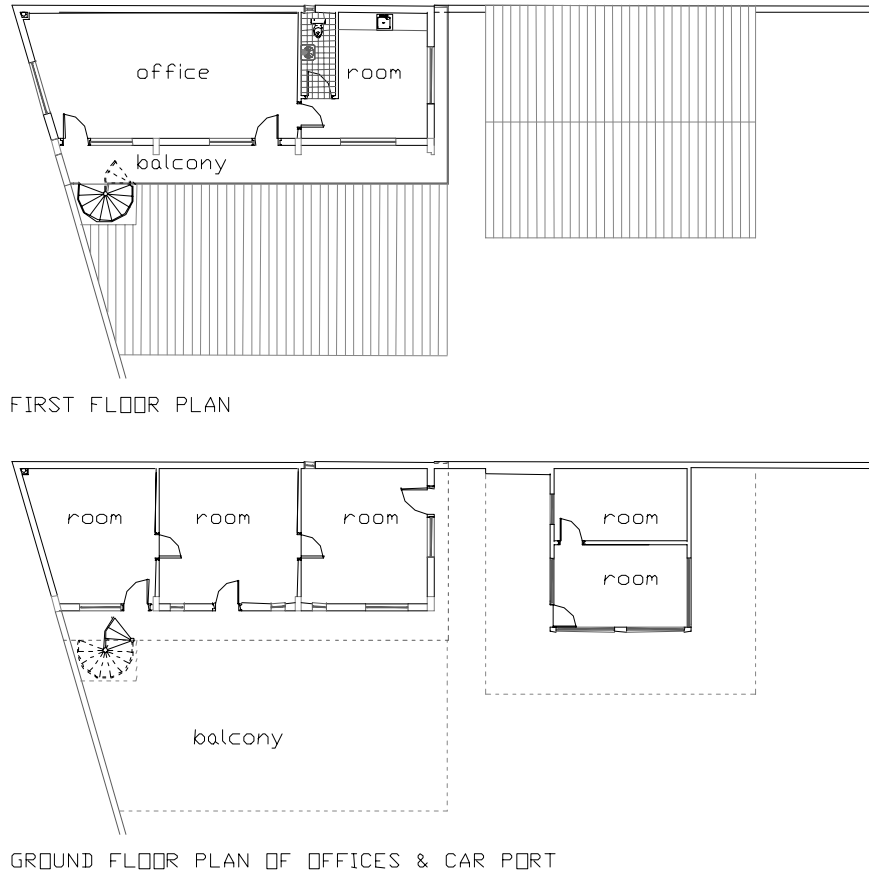 office
room
balcony
FIRST FLOOR PLAN
room room room
room
room
balcony
GROUND FLOOR PLAN OF OFFICES & CAR PORT